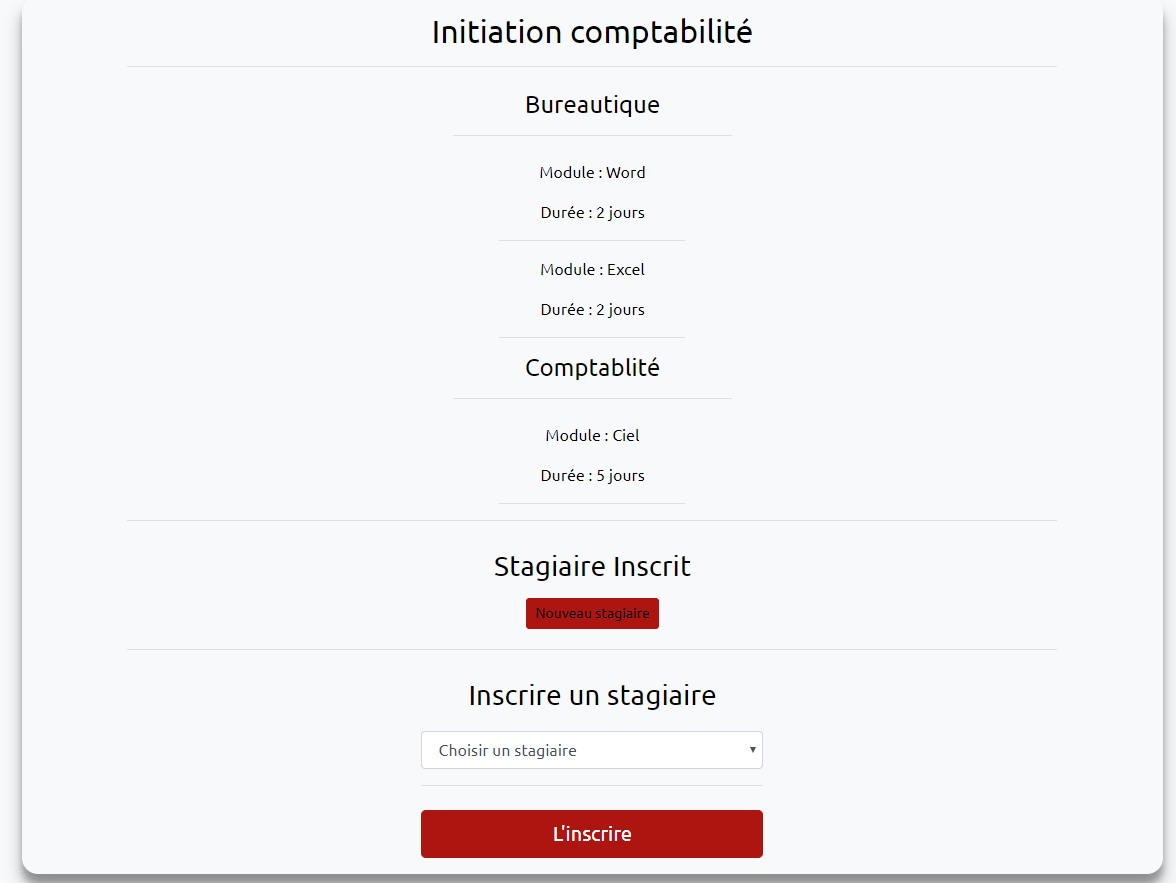 Initiation comptabilité
Bureautique
Module : Word
Durée : 2 jours
Module : Excel
Durée : 2 jours
Comptablité
Module : Ciel
Durée : 5 jours
Stagiaire Inscrit
Nouveau stagiaire
Inscrire un stagiaire
Choisir un stagiaire
L'inscrire